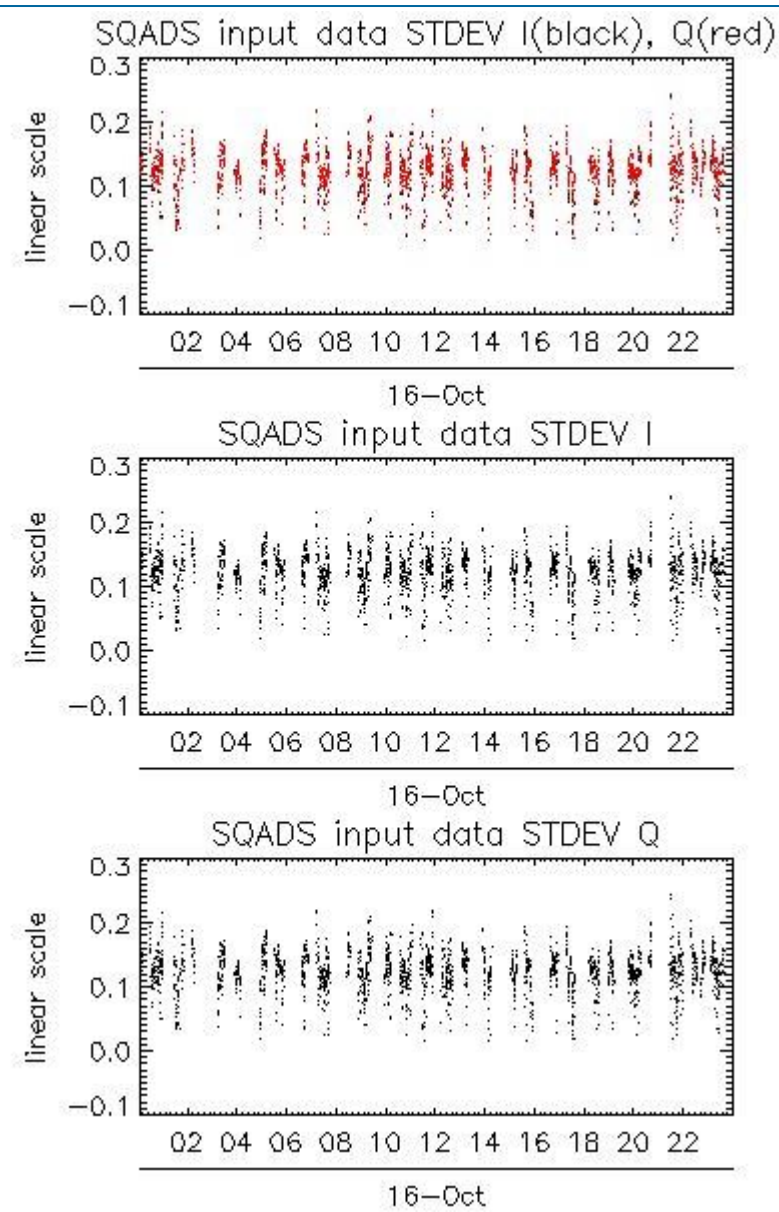 SQADS input data STDEV I(black), Q(red)
0.3
0.2
0.1
0.0
−0.1
linear scale
02 04 06 08 10 12 14 16 18 20 22
16−Oct
SQADS input data STDEV I
0.3
0.2
0.1
0.0
−0.1
linear scale
02 04 06 08 10 12 14 16 18 20 22
16−Oct
SQADS input data STDEV Q
0.3
0.2
0.1
0.0
−0.1
linear scale
02 04 06 08 10 12 14 16 18 20 22
16−Oct